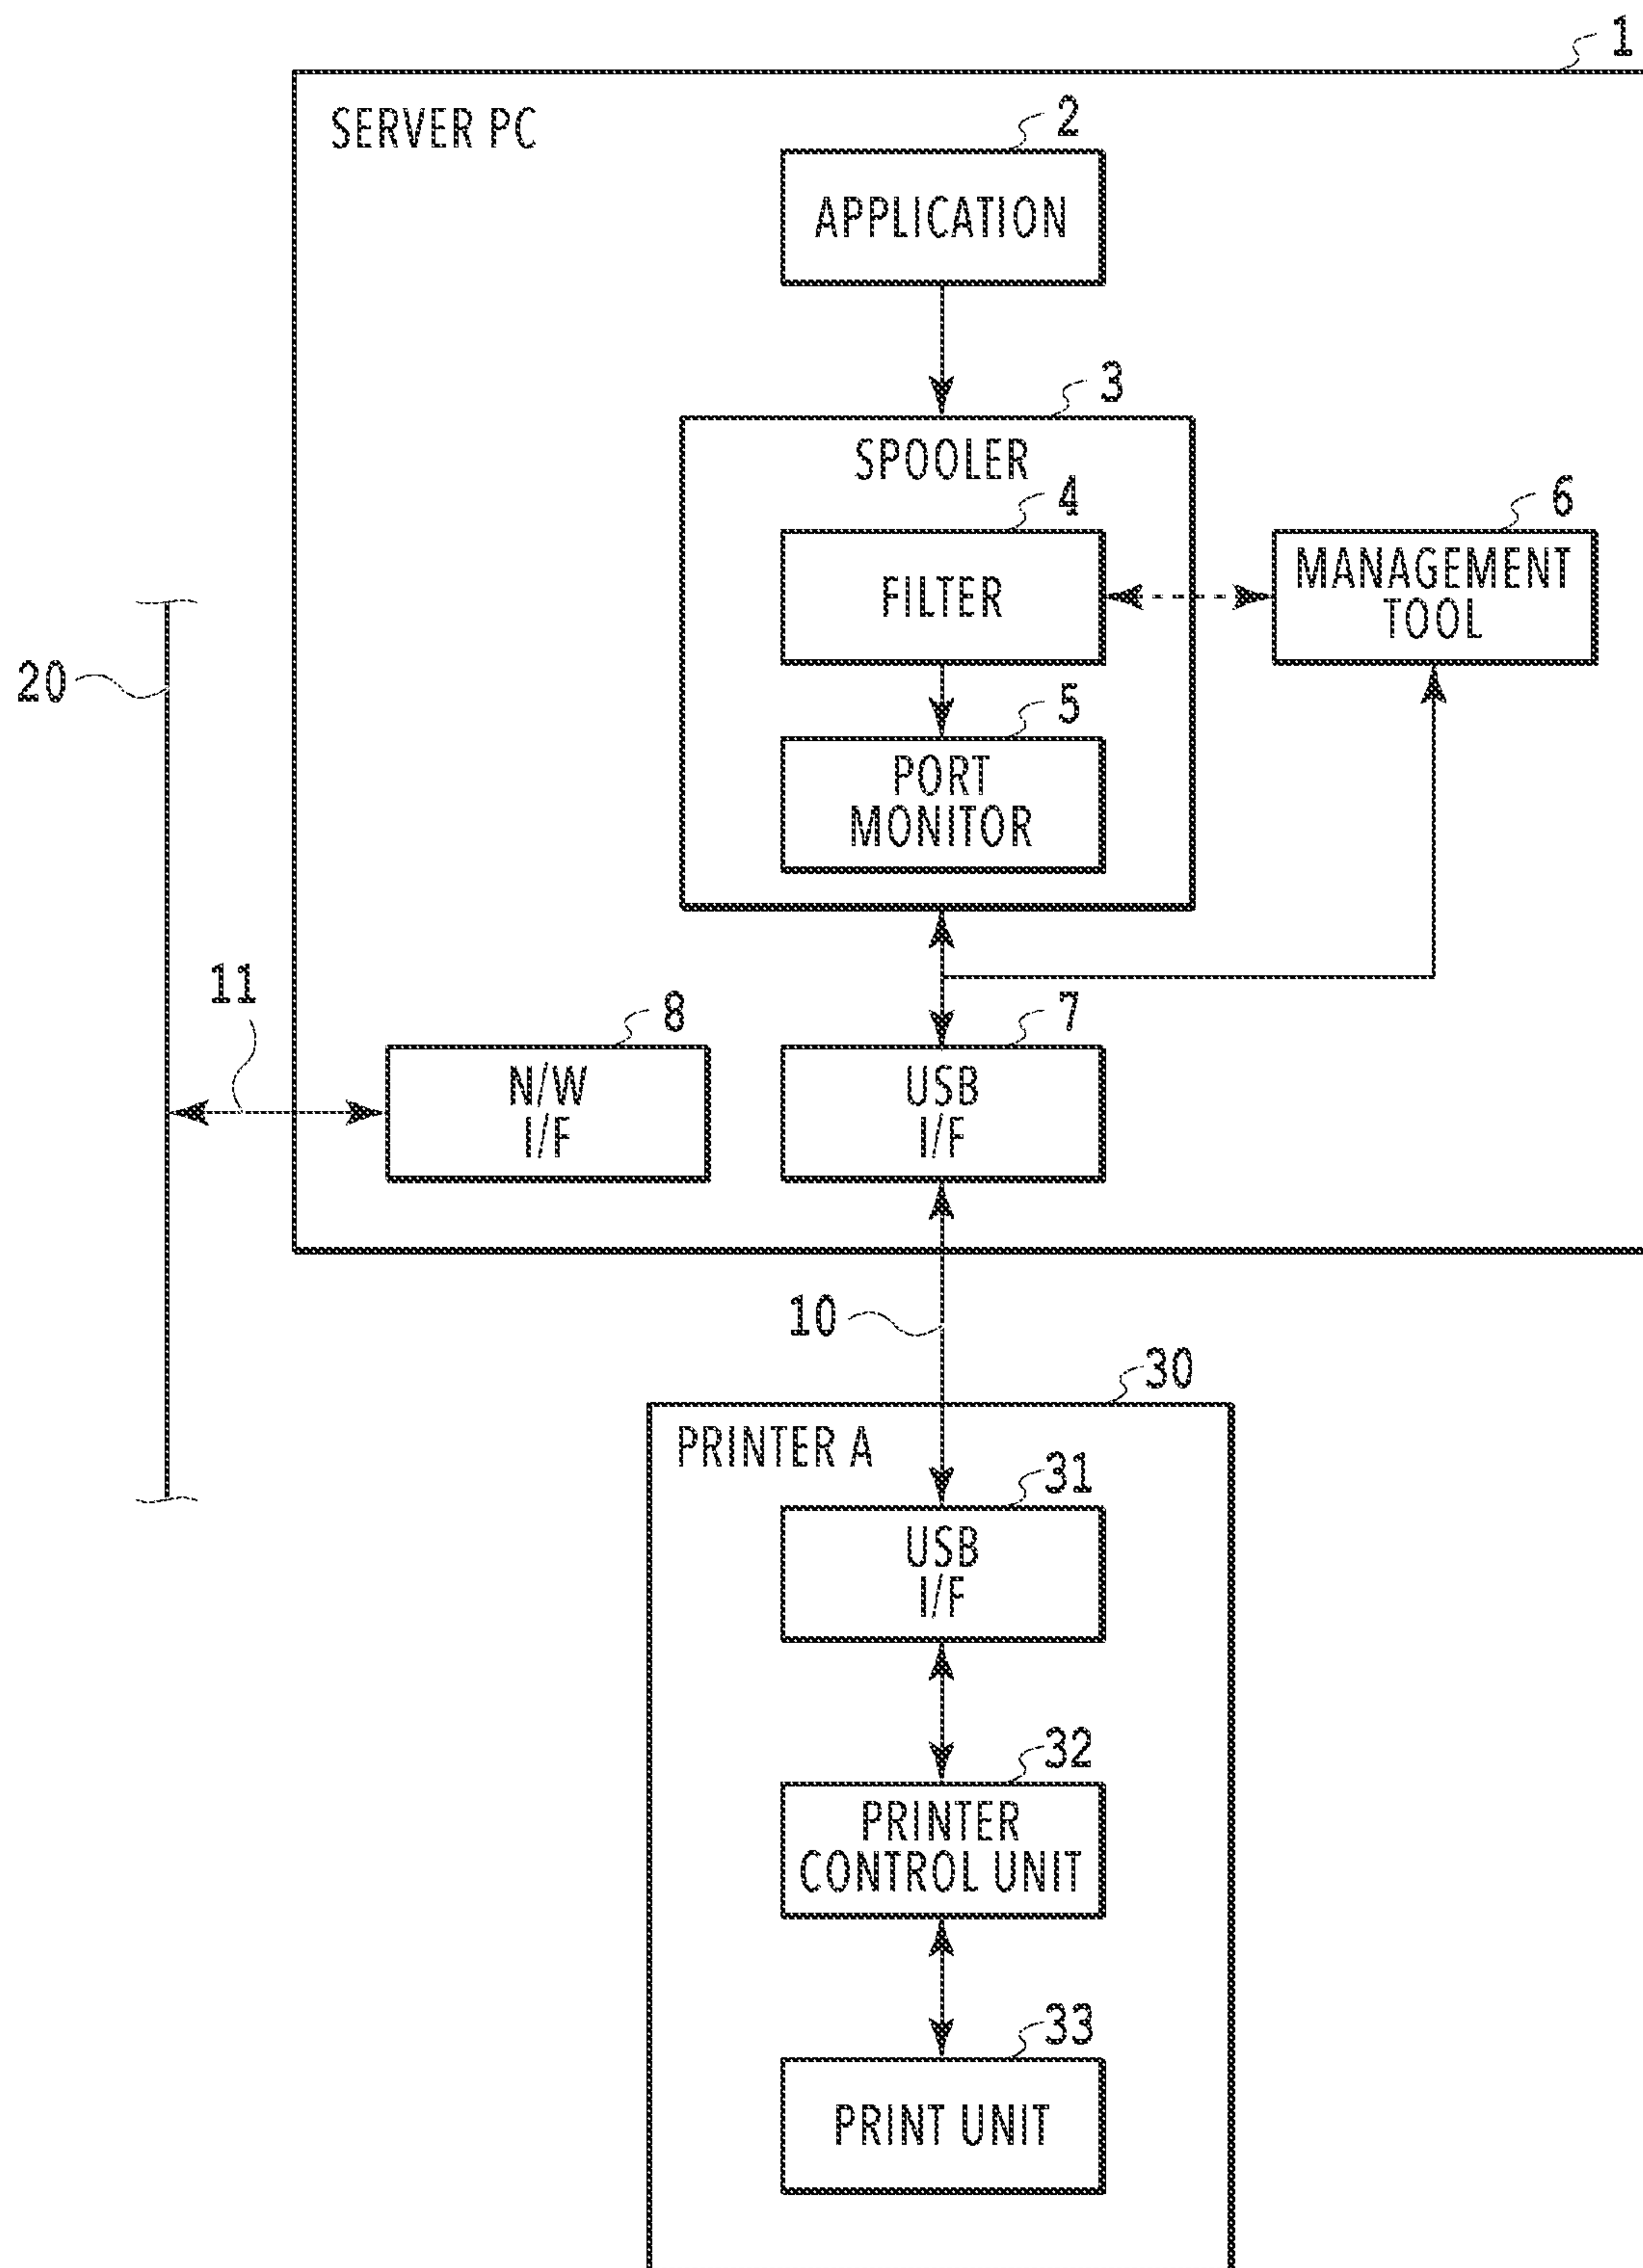 1
SERVER PC
2
APPLICATION
3
SPOOLER
4
FILTER
6
MANAGEMENT
TOOL
20
5
PORT
MONITOR
11
8
N/W
I/F
7
USB
I/F
10
30
PRINTER A
31
USB
I/F
32
PRINTER
CONTROL UNIT
33
PRINT UNIT